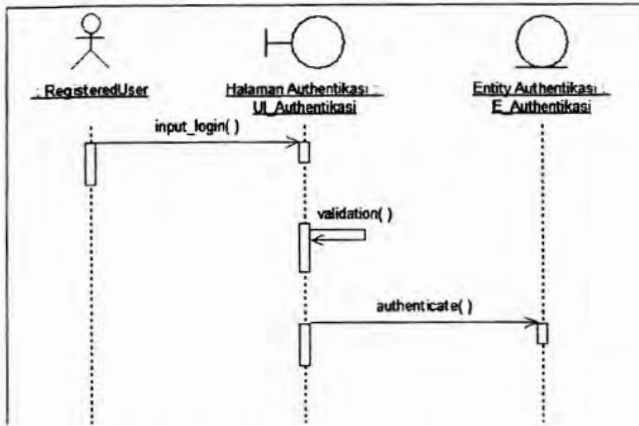 : RegisteredUser
Halaman Authentikasi :
UI_Authentikasi
Entity Authentikasi :
E_Authentikasi
input_login( )
validation( )
authenticate( )